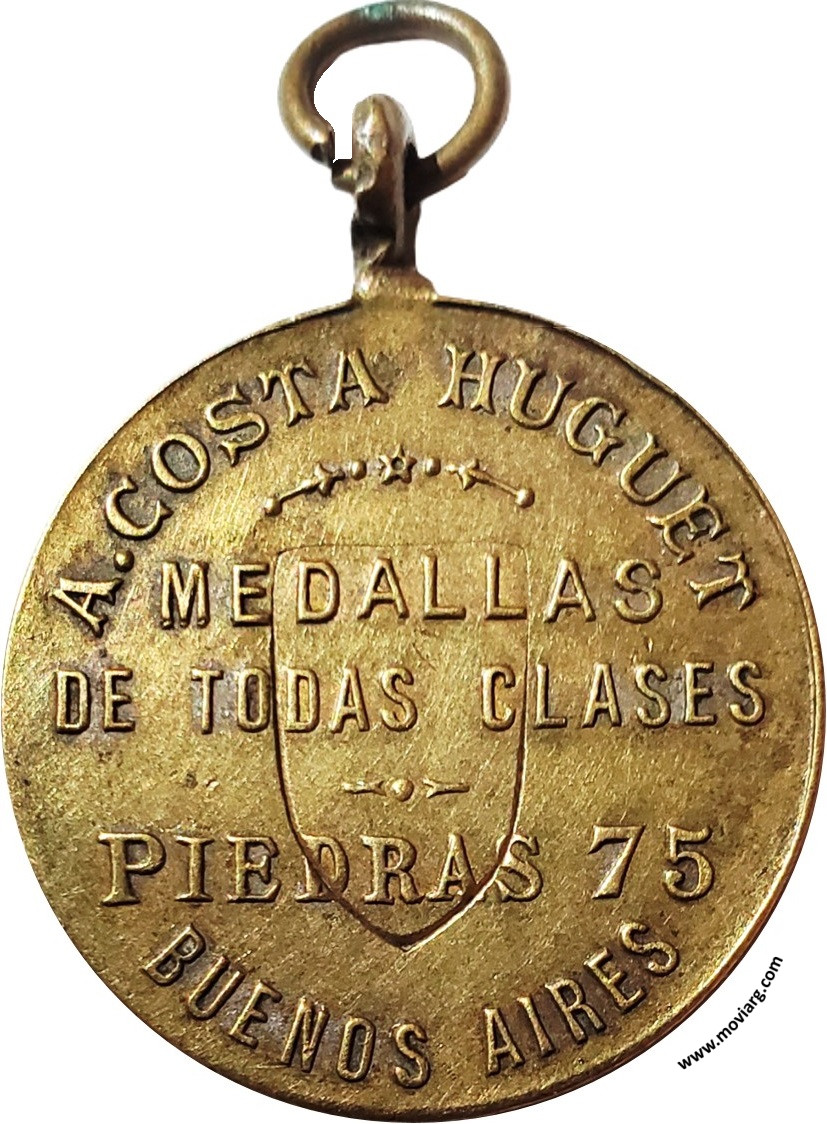 A. COSTA HUGUET
MEDALLAS
DE TODAS CLASES
PIEDRAS 75
BUENOS AIRES
www.moviarg.com